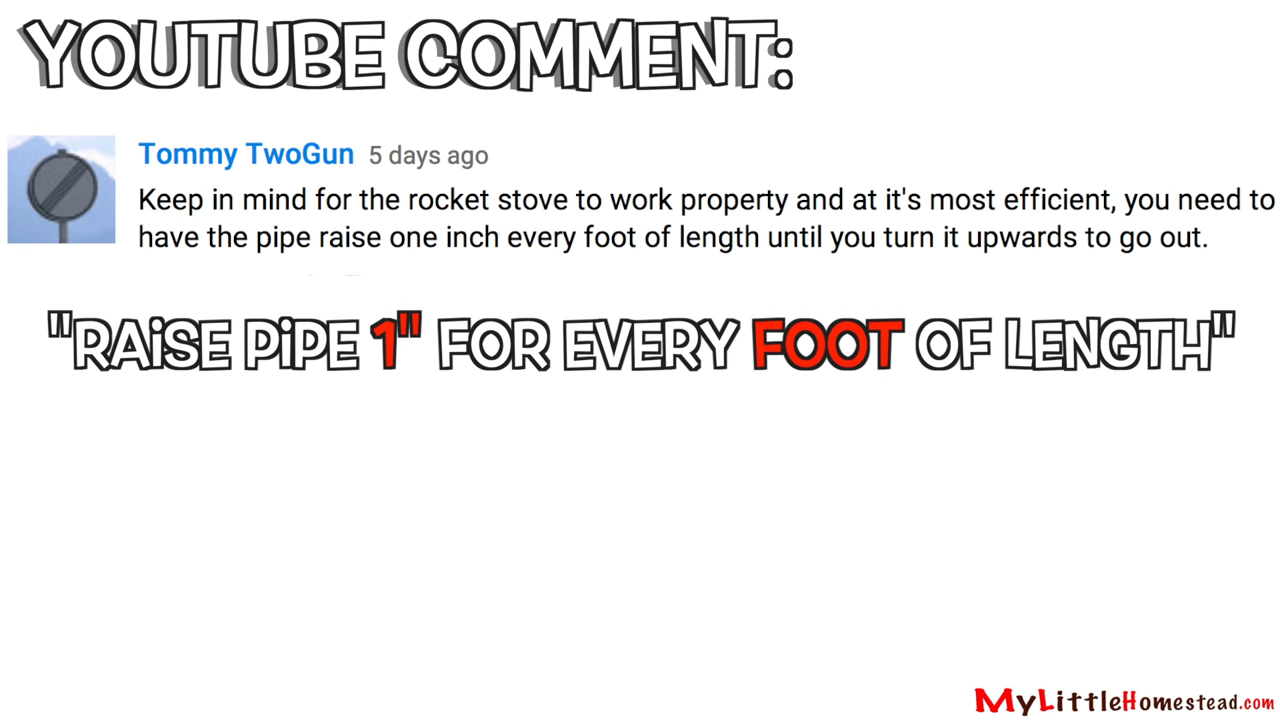 YOUTUBE COMMENT:
Tommy TwoGun 5 days ago
Keep in mind for the rocket stove to work property and at it's most efficient, you need to
have the pipe raise one inch every foot of length until you turn it upwards to go out.
"RAiSE PiPE 1" FOR EVERY FOOT OF LENGTH"
MyLittleHomestead.com